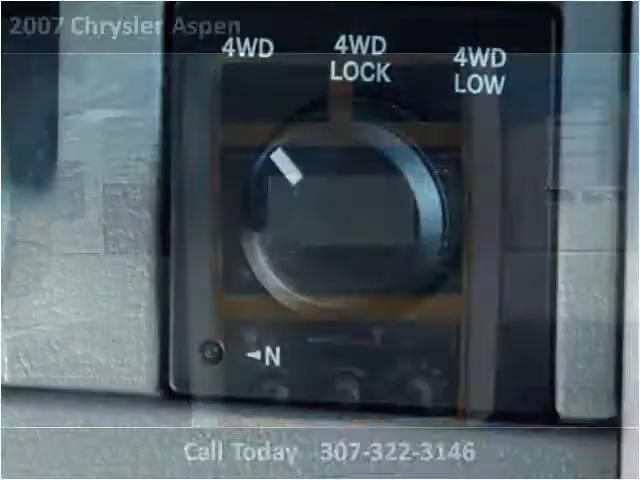 2007 Chrysler Aspen
4WD
4WD
LOCK
4WD
LOW
◄N
Call Today 307-322-3146